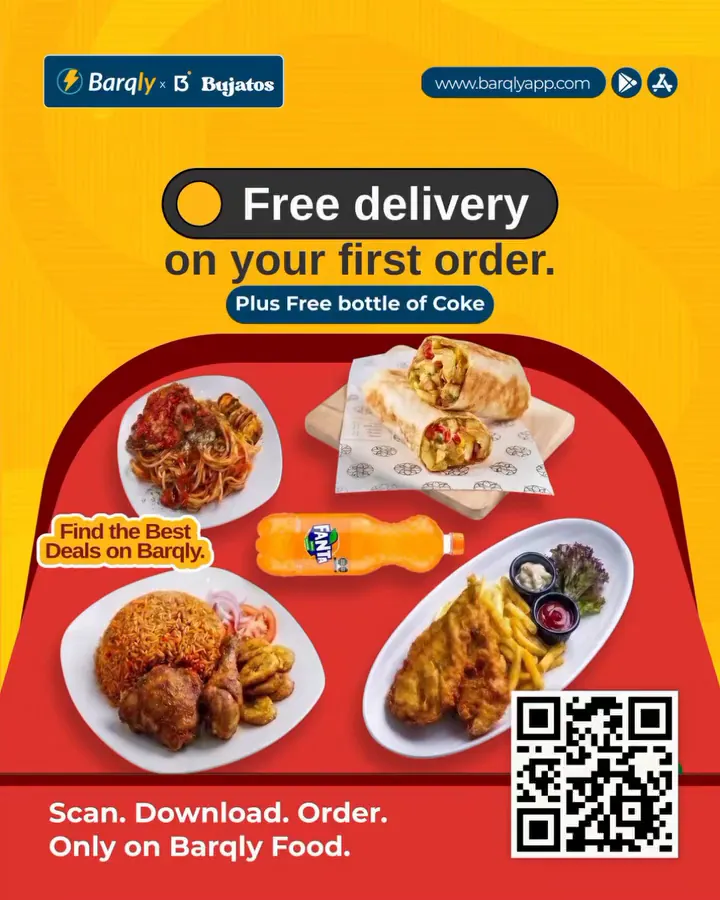 Barqly x B Bujatos
www.barqlyapp.com
Free delivery
on your first order.
Plus Free bottle of Coke
FANTA
Find the Best
Deals on Barqly.
Scan. Download. Order.
Only on Barqly Food.